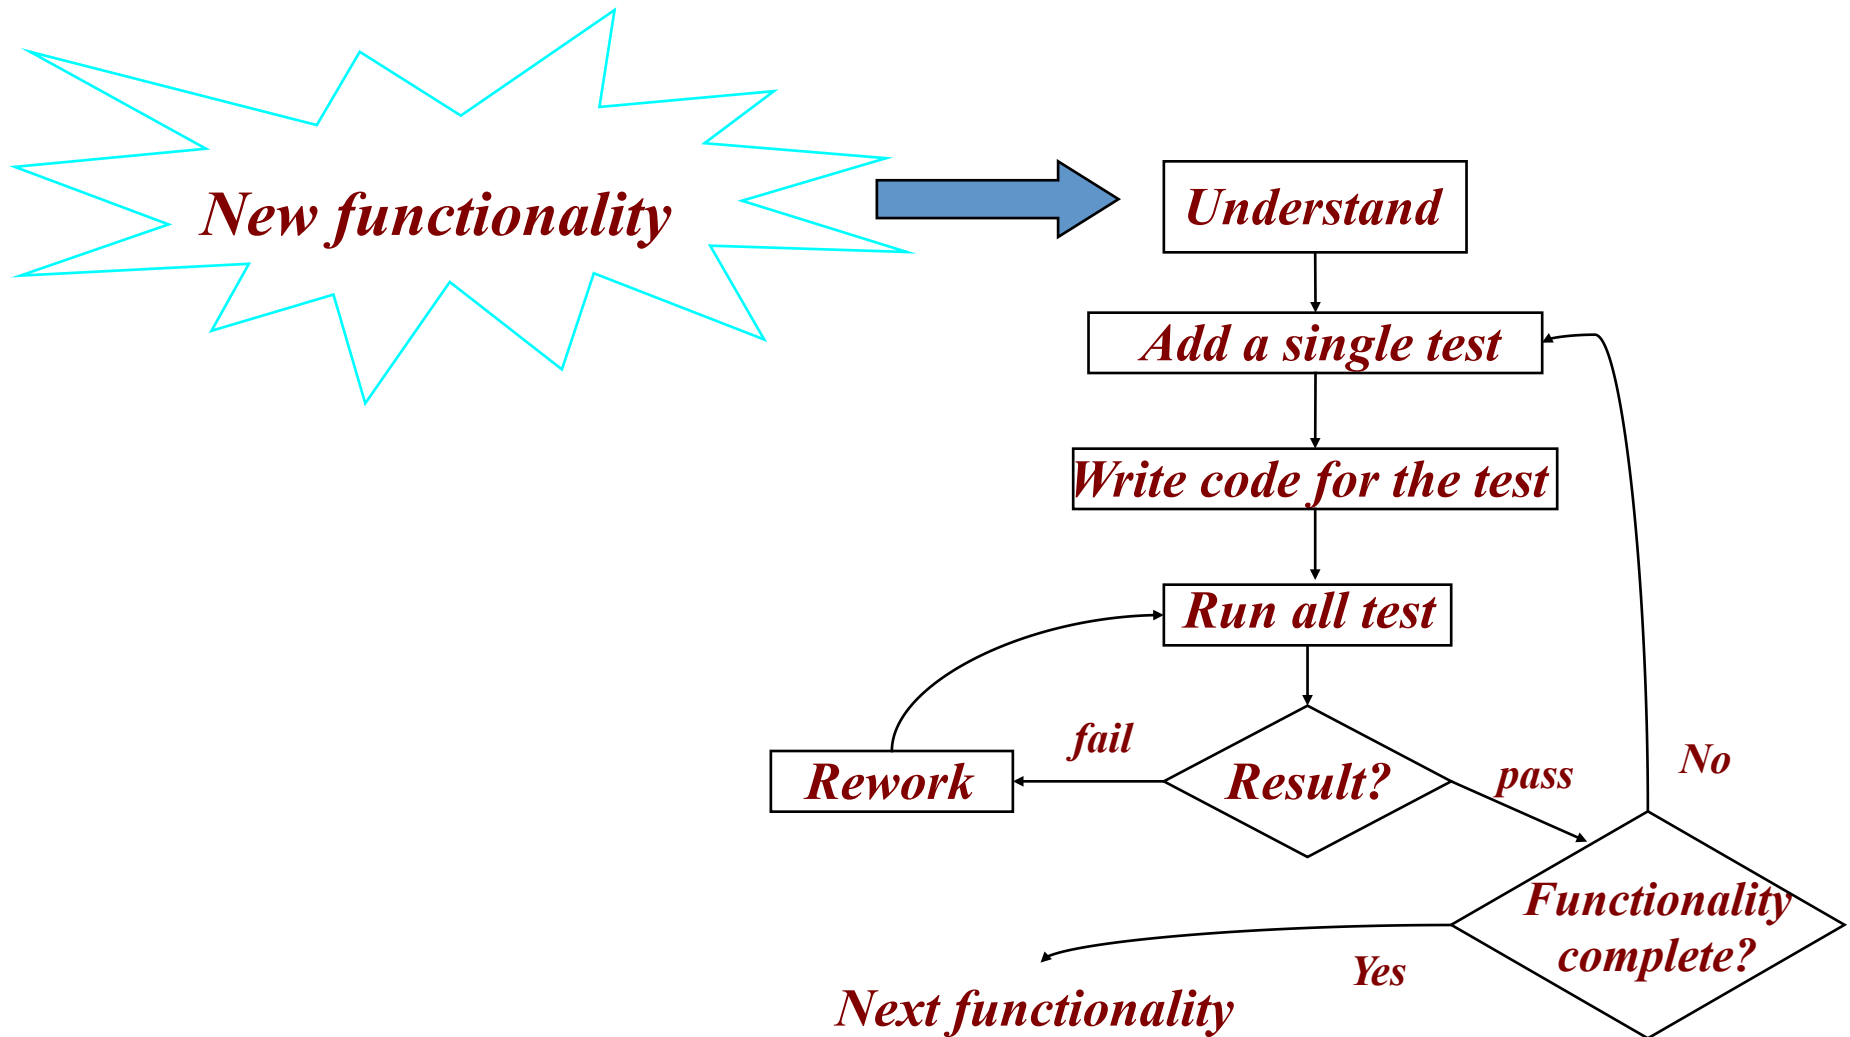 New functionality
Understand
Add a single test
Write code for the test
Run all test
fail
Rework
Result?
pass
No
Functionality
complete?
Yes
Next functionality